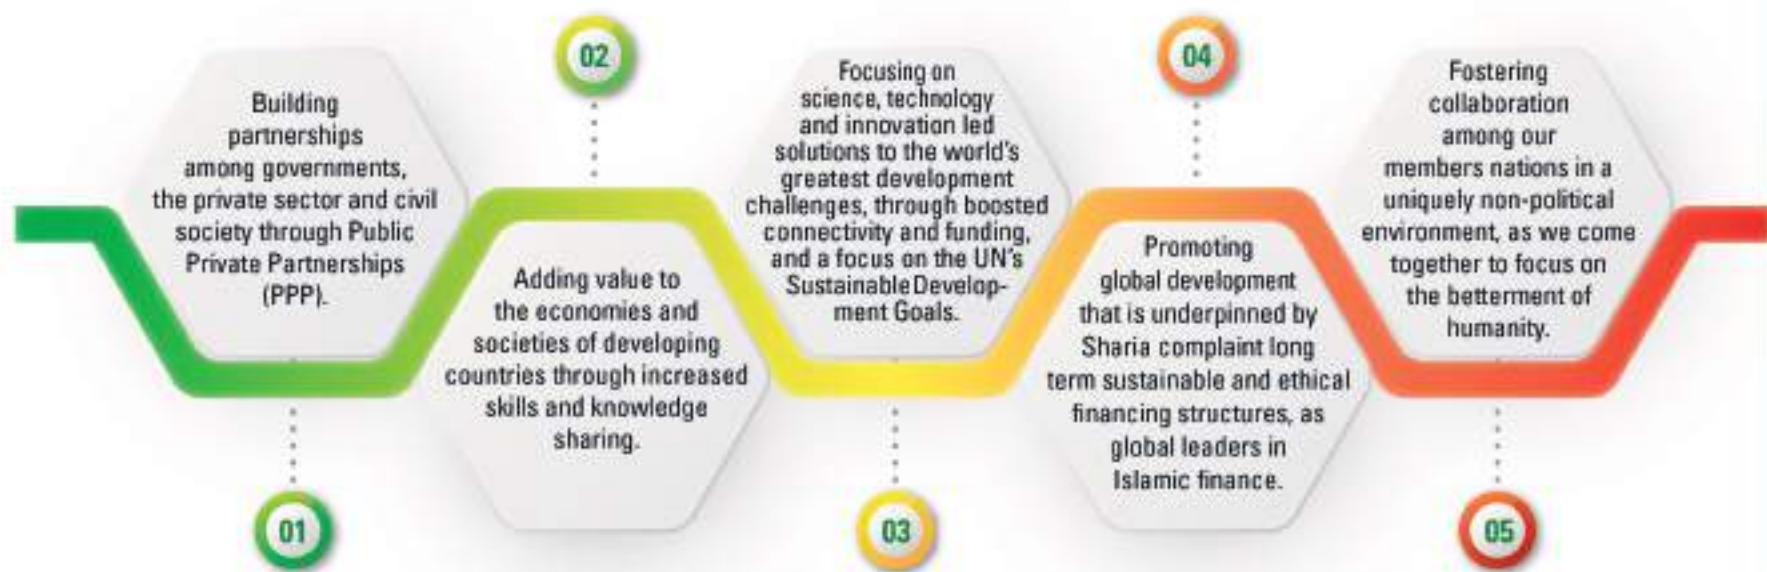 01
Building
partnerships
among governments,
the private sector and civil
society through Public
Private Partnerships
(PPP).
02
Adding value to
the economies and
societies of developing
countries through increased
skills and knowledge
sharing.
03
Focusing on
science, technology
and innovation led
solutions to the world's
greatest development
challenges, through boosted
connectivity and funding,
and a focus on the UN's
Sustainable Develop-
ment Goals.
04
Promoting
global development
that is underpinned by
Sharia complaint long
term sustainable and ethical
financing structures, as
global leaders in
Islamic finance.
05
Fostering
collaboration
among our
members nations in a
uniquely non-political
environment, as we come
together to focus on
the betterment of
humanity.